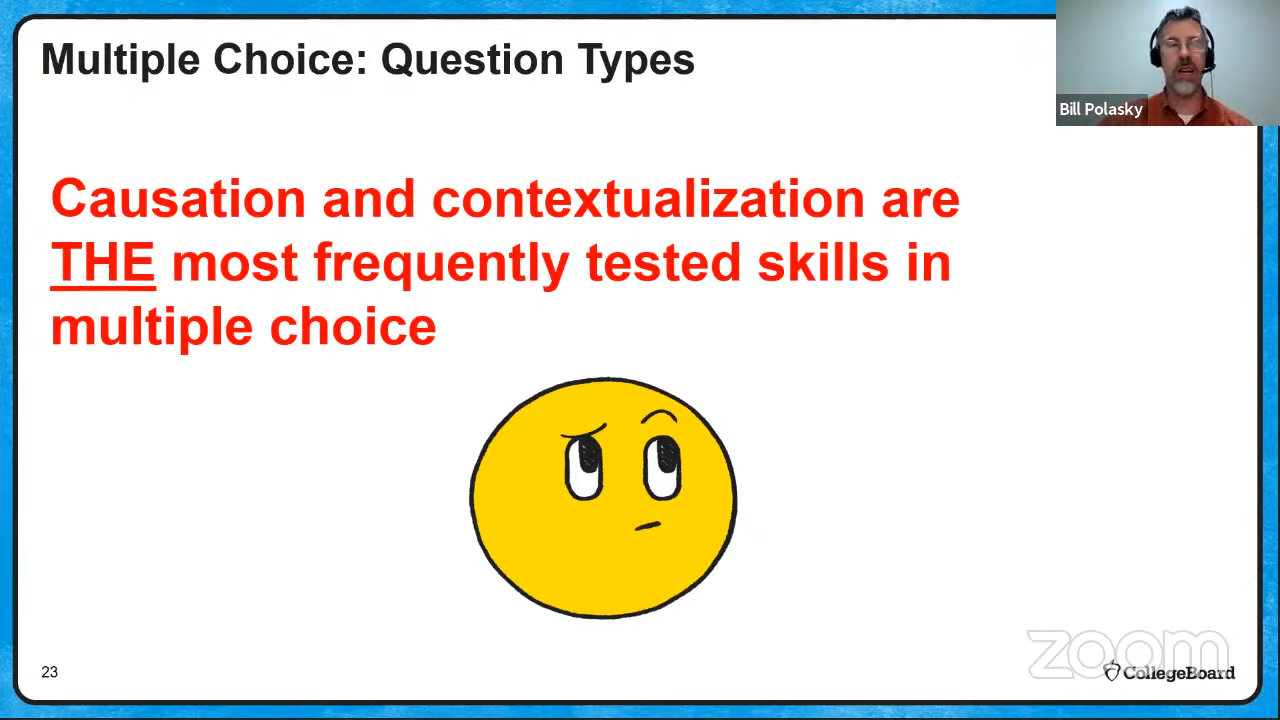 Multiple Choice: Question Types
Bill Polasky
Causation and contextualization are
THE most frequently tested skills in
multiple choice
zoom
23
CollegeBoard